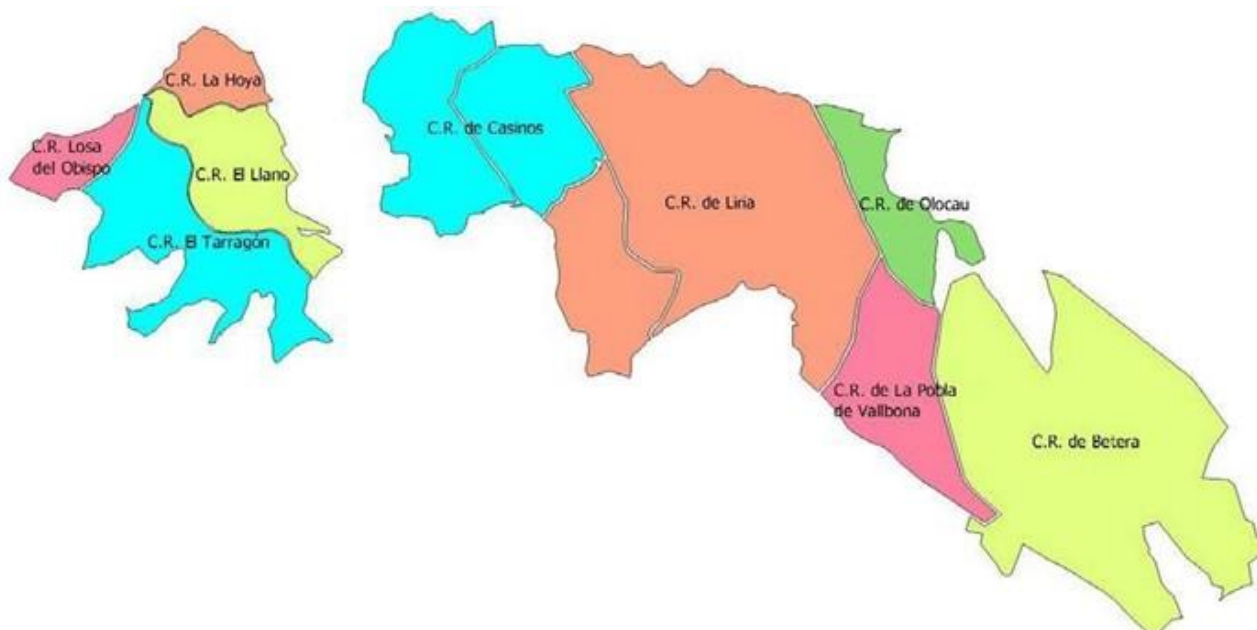 C.R. La Hoya
C.R. Losa
del Obispo
C.R. El Llano
C.R. El Tarragón
C.R. de Casinos
C.R. de Liria
C.R. de Olocau
C.R. de La Pobla
de Vallbona
C.R. de Betera